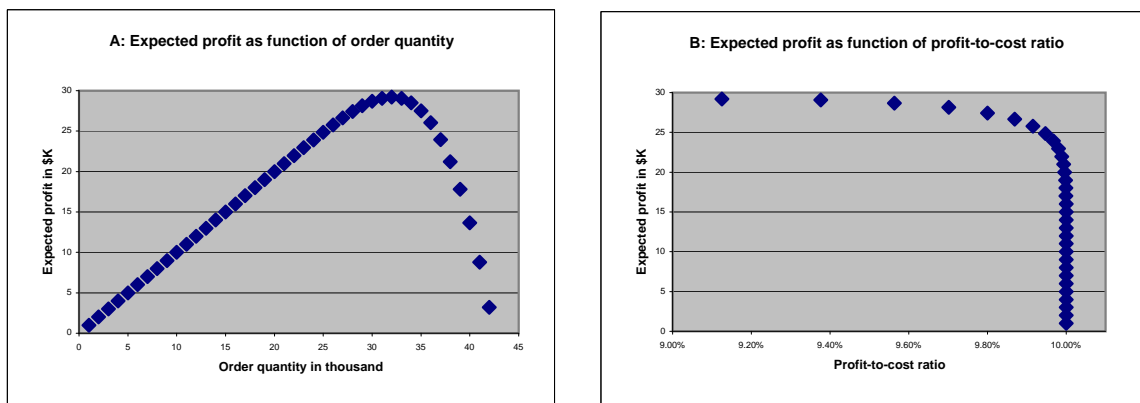 A: Expected profit as function of order quantity
Expected profit in $K
30
25
20
15
10
5
0
0 5 10 15 20 25 30 35 40 45
Order quantity in thousand
B: Expected profit as function of profit-to-cost ratio
Expected profit in $K
30
25
20
15
10
5
0
9.00% 9.20% 9.40% 9.60% 9.80% 10.00%
Profit-to-cost ratio